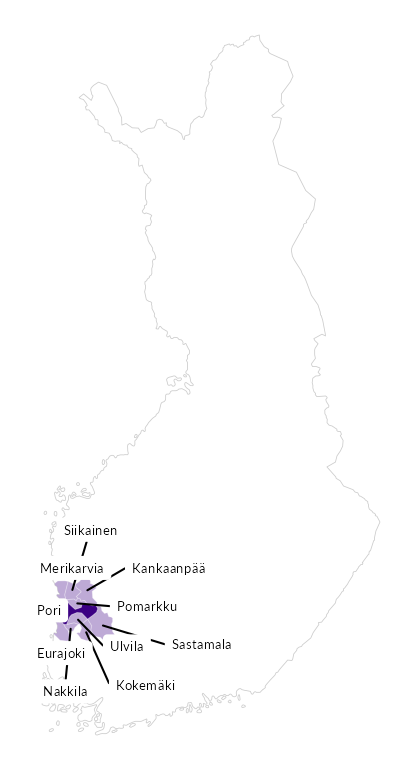 Siikainen
Merikarvia
Kankaanpää
Pori
Pomarkku
Ulvila
Sastamala
Eurajoki
Kokemäki
Nakkila